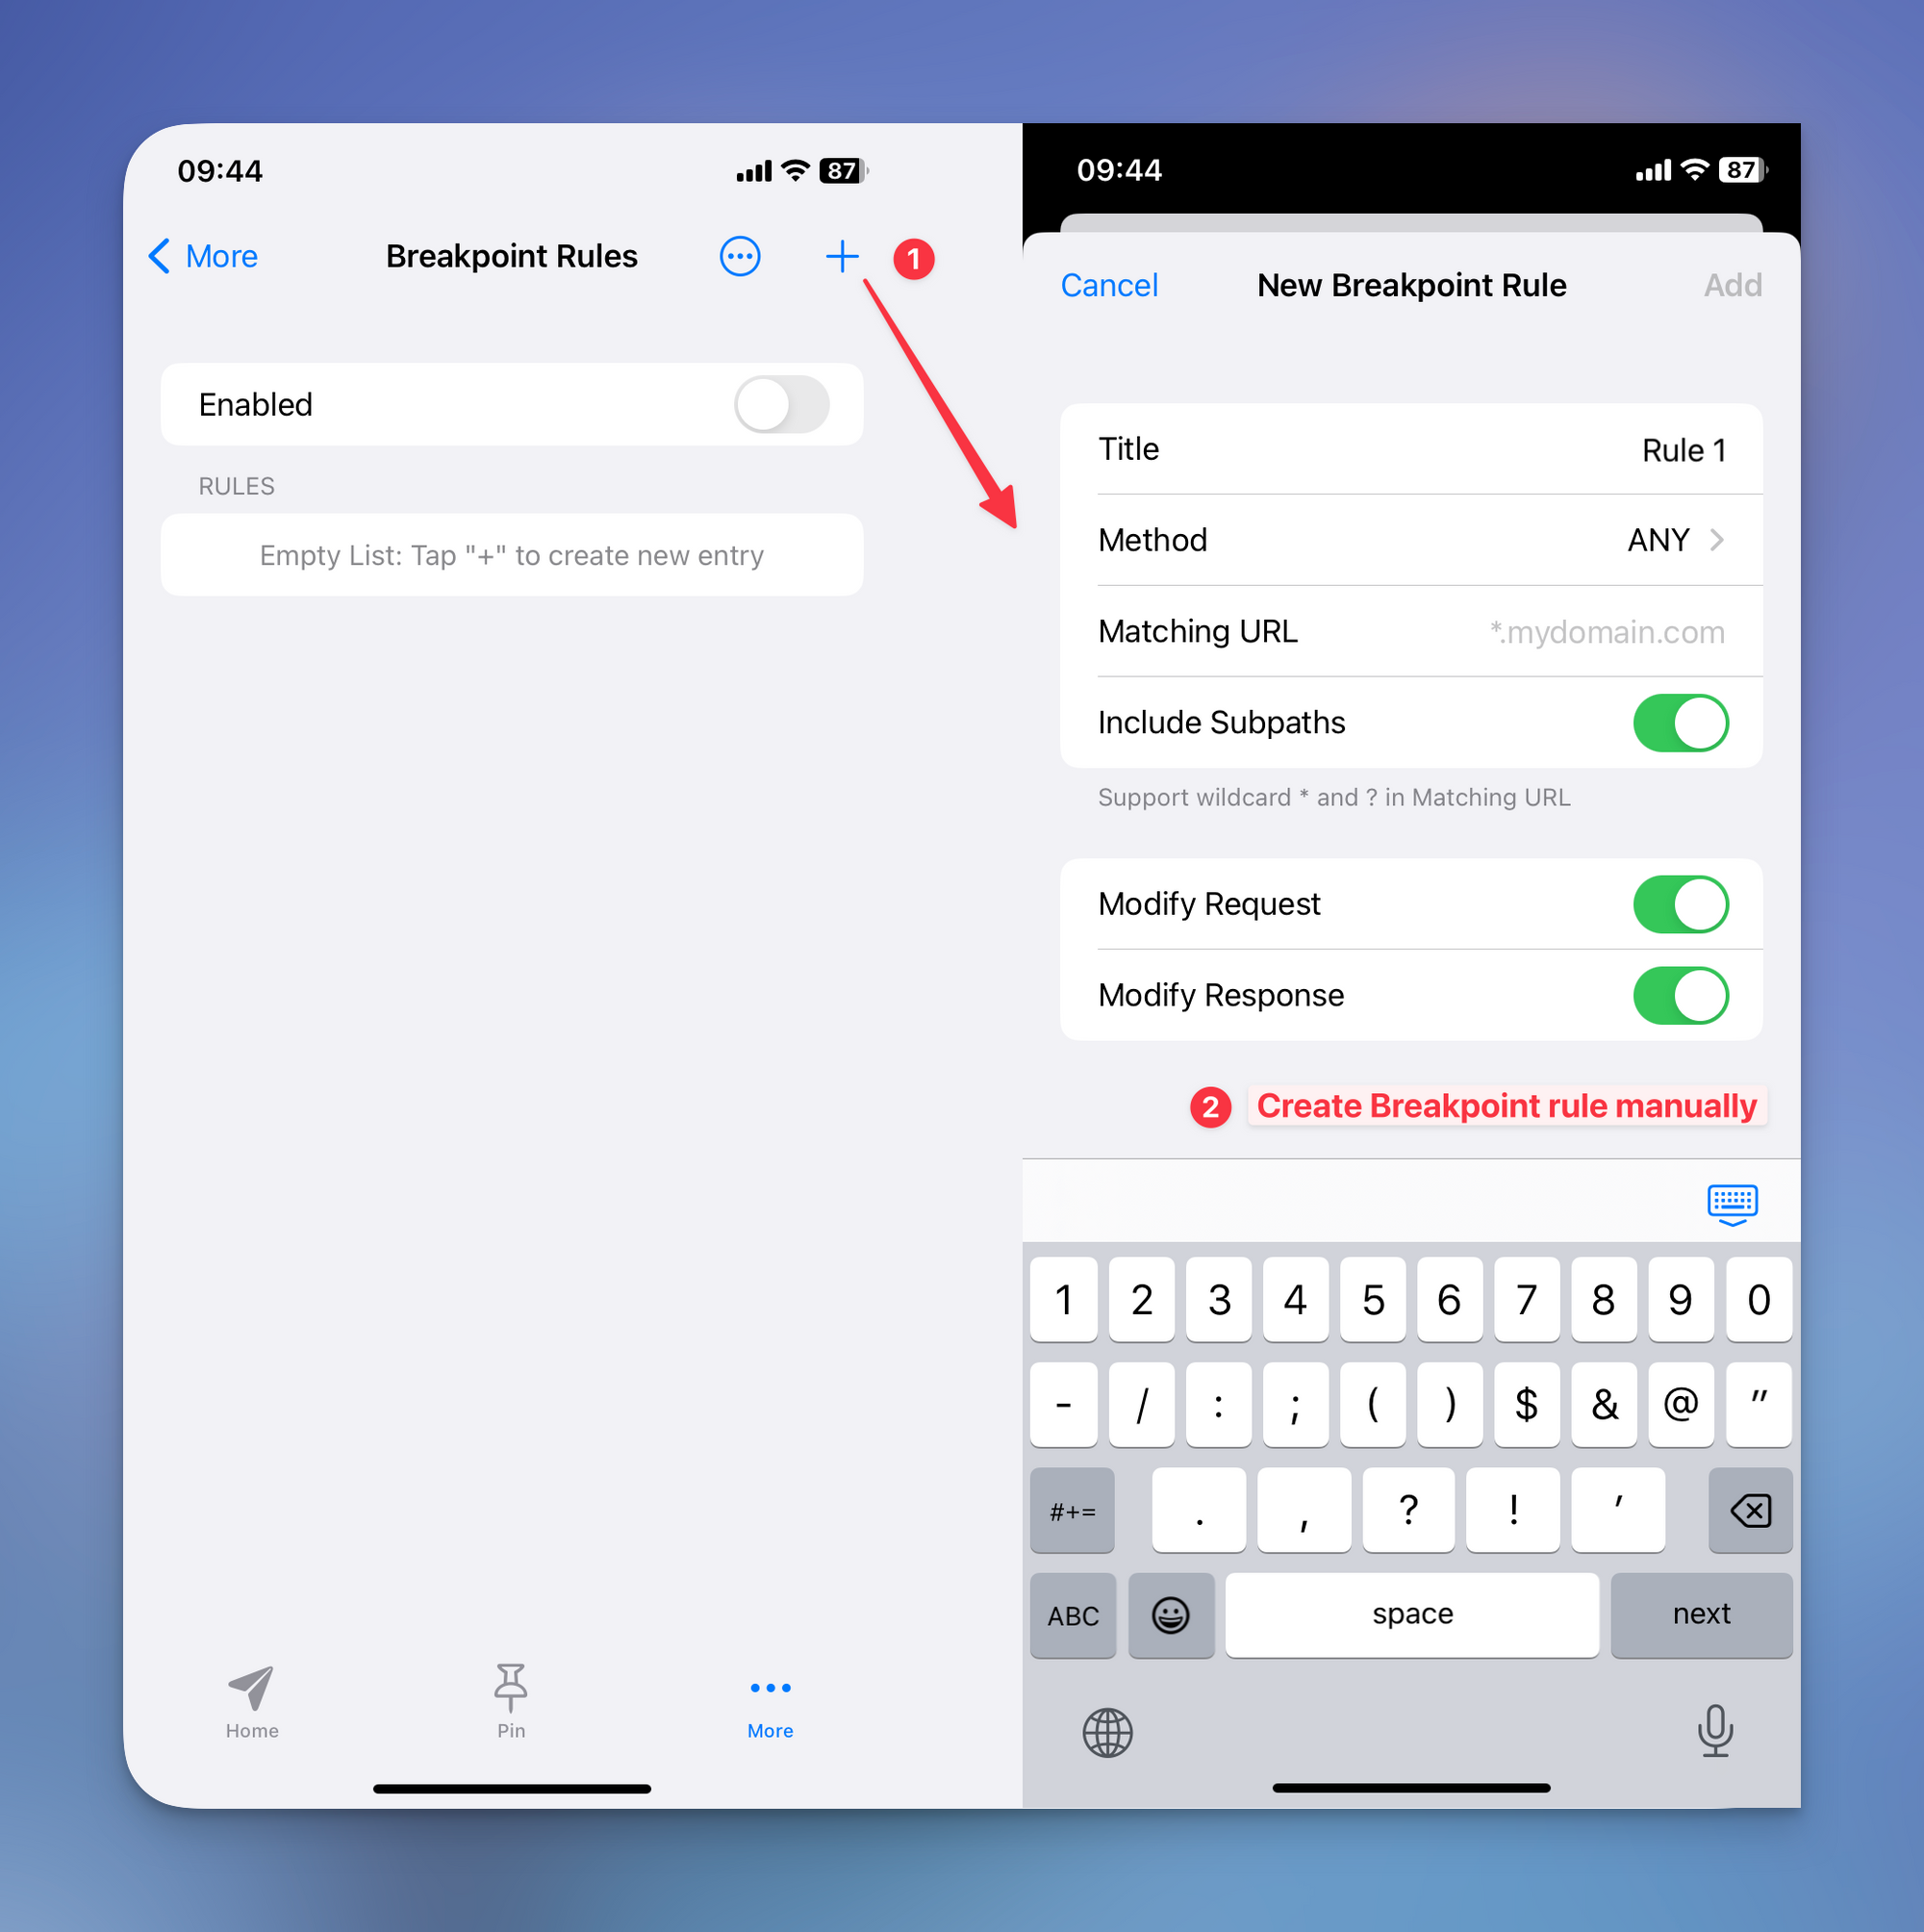 09:44
87
More
Breakpoint Rules
1
Enabled
RULES
Empty List: Tap "+" to create new entry
Home
Pin
More
09:44
87
Cancel
New Breakpoint Rule
Add
Title
Rule 1
Method
ANY
Matching URL
*.mydomain.com
Include Subpaths
Support wildcard * and ? in Matching URL
Modify Request
Modify Response
2 Create Breakpoint rule manually
1 2 3 4 5 6 7 8 9 0
- / : ; ( ) $ & @ "
#+= . , ? ! '
ABC space next